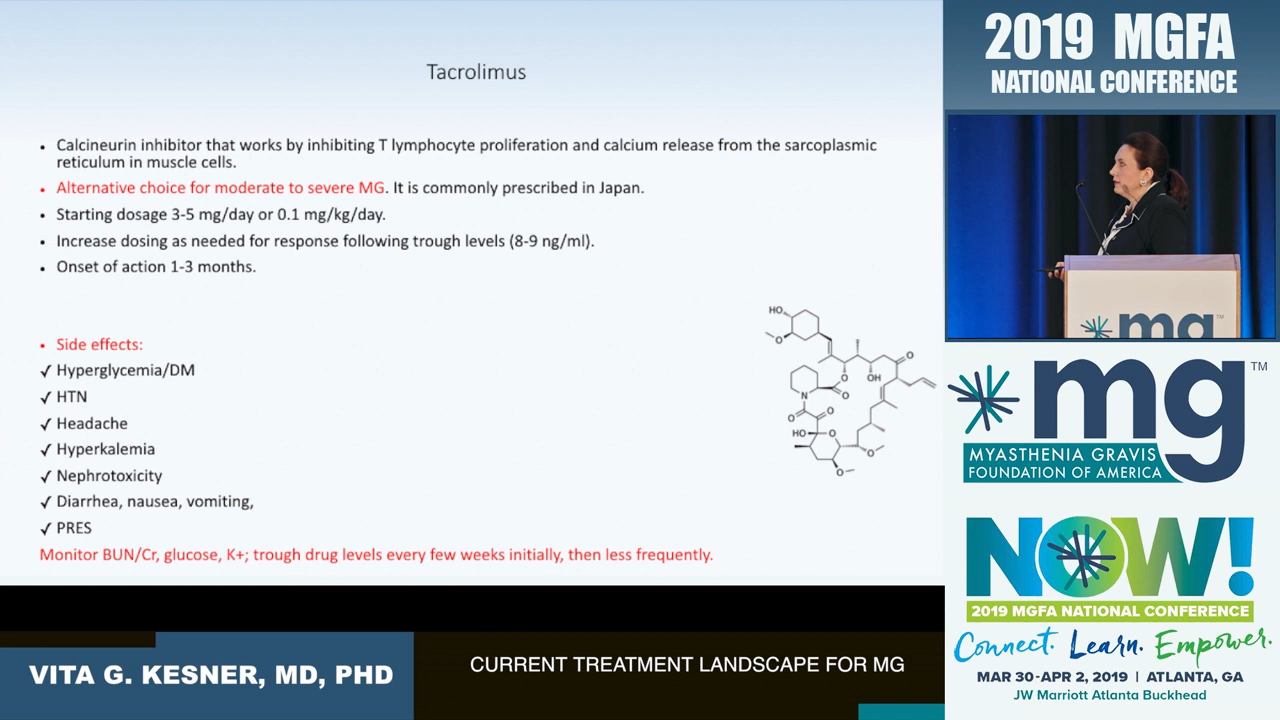 Tacrolimus
• Calcineurin inhibitor that works by inhibiting T lymphocyte proliferation and calcium release from the sarcoplasmic
reticulum in muscle cells.
• Alternative choice for moderate to severe MG. It is commonly prescribed in Japan.
• Starting dosage 3-5 mg/day or 0.1 mg/kg/day.
• Increase dosing as needed for response following trough levels (8-9 ng/ml).
• Onset of action 1-3 months.
• Side effects:
✓ Hyperglycemia/DM
✓ HTN
✓ Headache
✓ Hyperkalemia
✓ Nephrotoxicity
✓ Diarrhea, nausea, vomiting,
✓ PRES
Monitor BUN/Cr, glucose, K+; trough drug levels every few weeks initially, then less frequently.
HO
O
O
O
OH
N
O
O
O
HO
O
O
O
VITA G. KESNER, MD, PHD
CURRENT TREATMENT LANDSCAPE FOR MG
2019 MGFA
NATIONAL CONFERENCE
mg
mg™
MYASTHENIA GRAVIS
FOUNDATION OF AMERICA
NOW!
2019 MGFA NATIONAL CONFERENCE
Connect. Learn. Empower.
MAR 30-APR 2, 2019 | ATLANTA, GA
JW Marriott Atlanta Buckhead